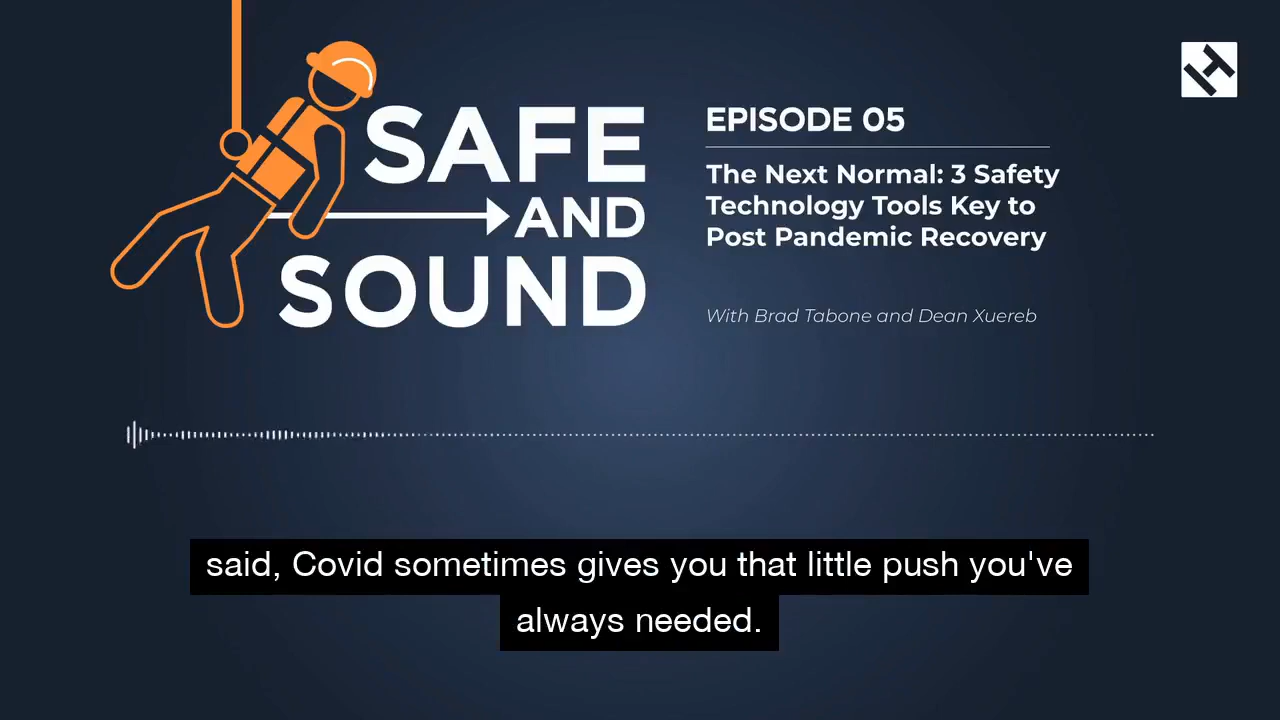 SAFE
AND
SOUND
EPISODE 05
The Next Normal: 3 Safety
Technology Tools Key to
Post Pandemic Recovery
With Brad Tabone and Dean Xuereb
said, Covid sometimes gives you that little push you've
always needed.